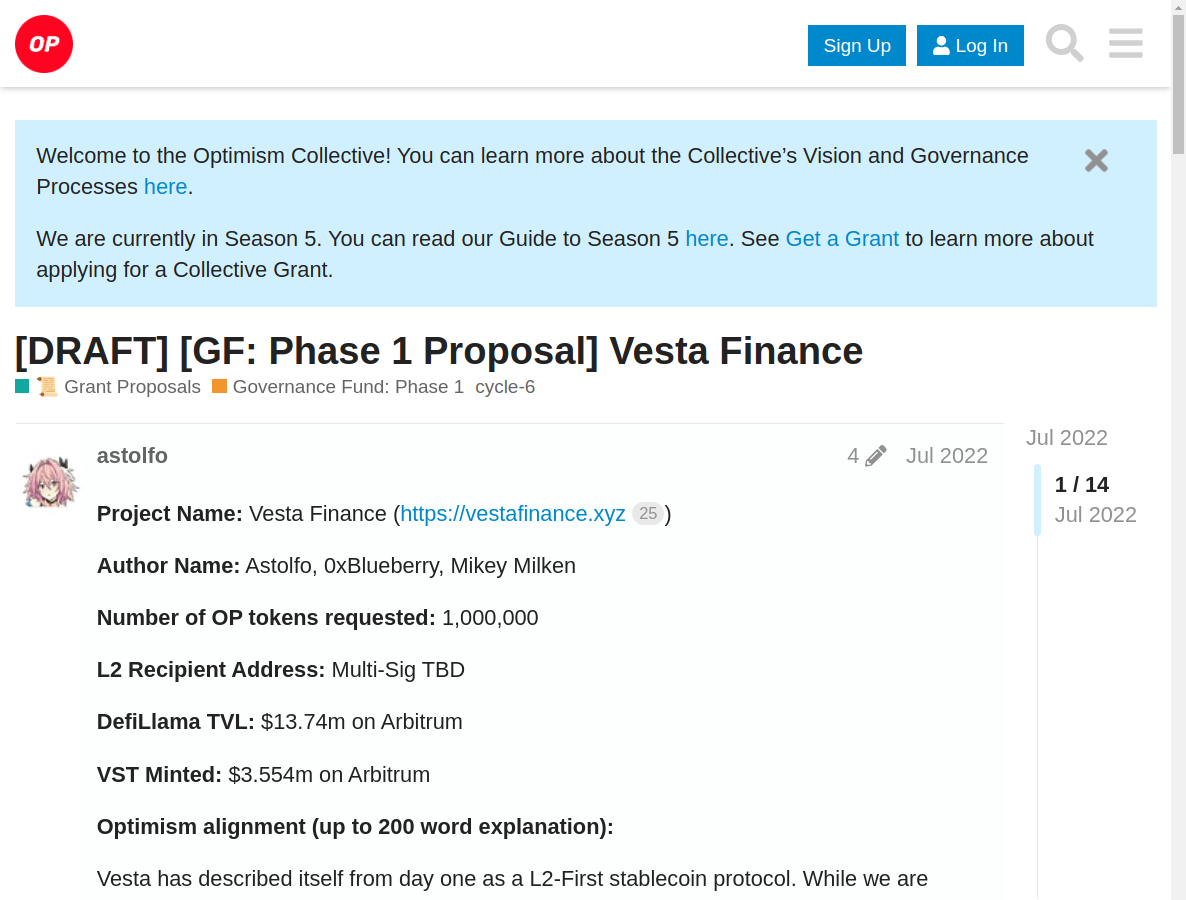 OP
Sign Up
Log In
Welcome to the Optimism Collective! You can learn more about the Collective’s Vision and Governance
Processes here.
We are currently in Season 5. You can read our Guide to Season 5 here. See Get a Grant to learn more about
applying for a Collective Grant.
[DRAFT] [GF: Phase 1 Proposal] Vesta Finance
Grant Proposals Governance Fund: Phase 1 cycle-6
astolfo 4 Jul 2022
Jul 2022
1 / 14
Jul 2022
Project Name: Vesta Finance (https://vestafinance.xyz 25)
Author Name: Astolfo, 0xBlueberry, Mikey Milken
Number of OP tokens requested: 1,000,000
L2 Recipient Address: Multi-Sig TBD
DefiLlama TVL: $13.74m on Arbitrum
VST Minted: $3.554m on Arbitrum
Optimism alignment (up to 200 word explanation):
Vesta has described itself from day one as a L2-First stablecoin protocol. While we are